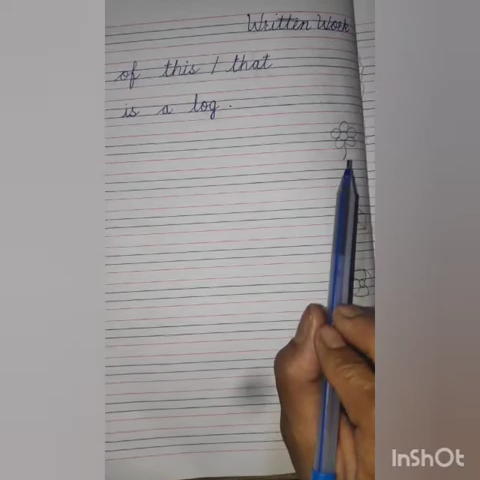 Written Work
of this / that
is a log.
InShOt